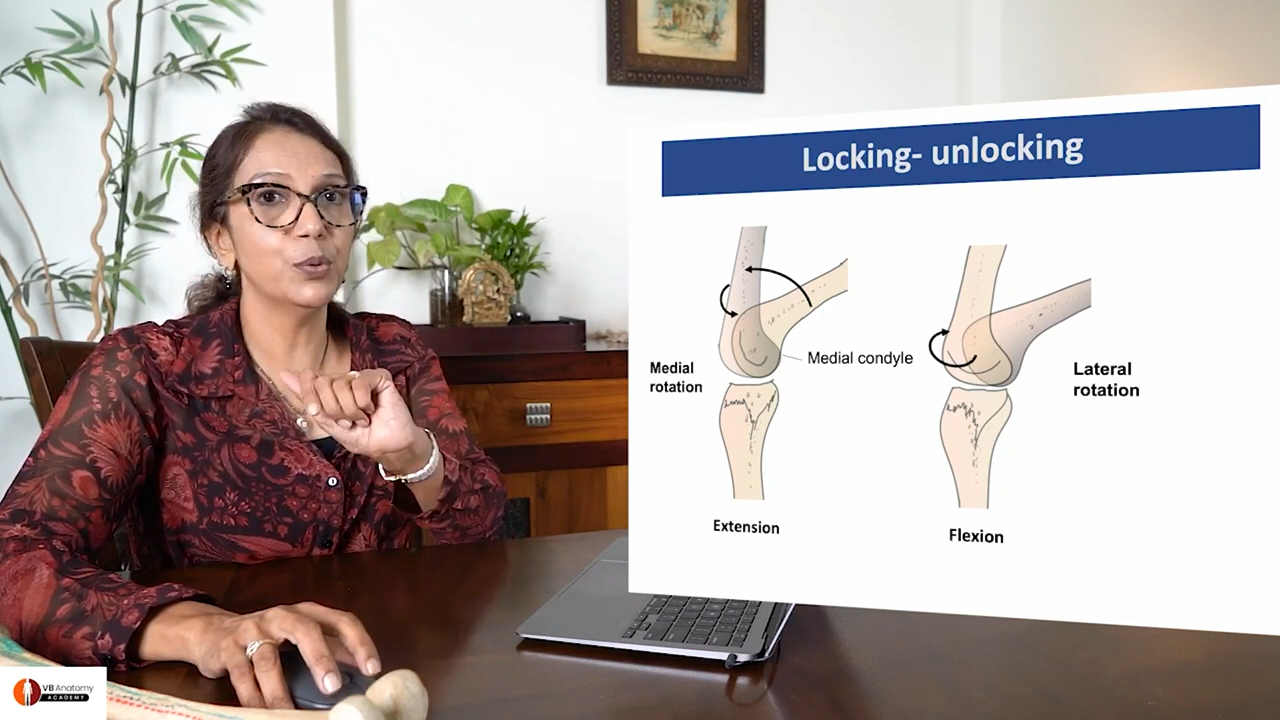 Locking- unlocking
Medial
rotation
Medial condyle
Extension
Lateral
rotation
Flexion
VB Anatomy
ACADEMY